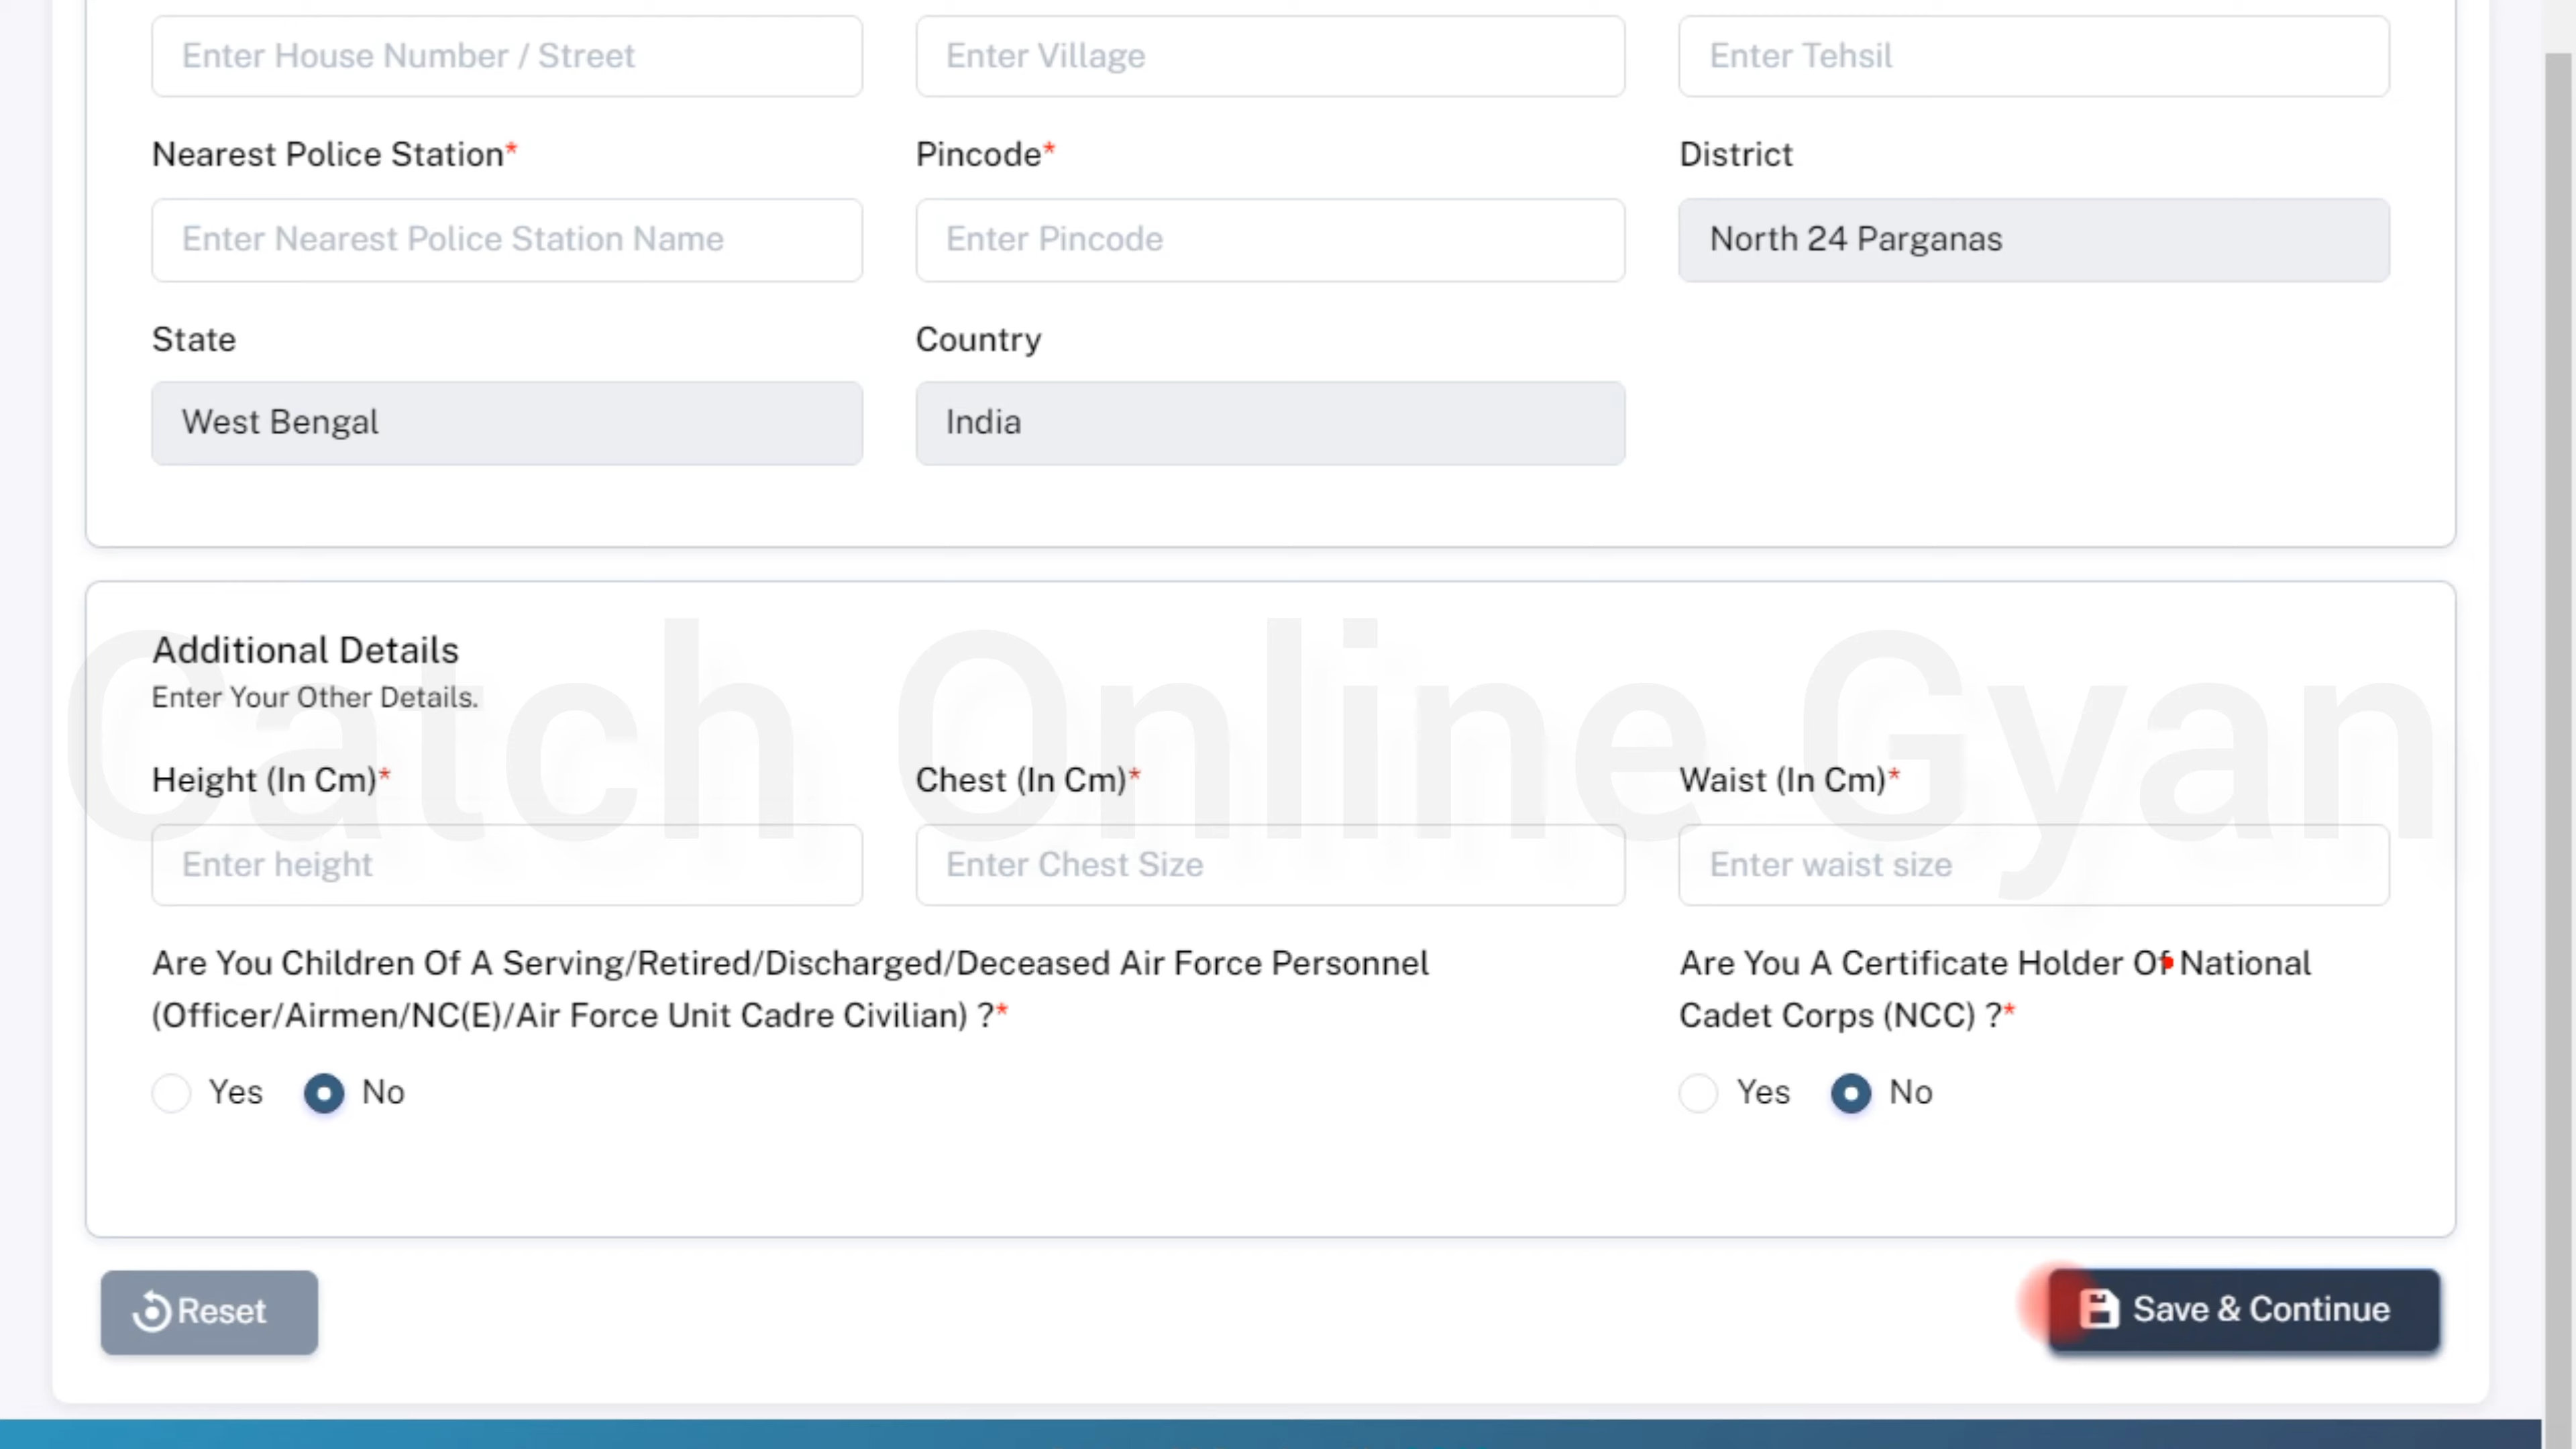 Enter House Number / Street Enter Village Enter Tehsil
Nearest Police Station* Pincode* District
Enter Nearest Police Station Name Enter Pincode North 24 Parganas
State Country
West Bengal India
Catch Online Gyan
Additional Details
Enter Your Other Details.
Height (In Cm)* Chest (In Cm)* Waist (In Cm)*
Enter height Enter Chest Size Enter waist size
Are You Children Of A Serving/Retired/Discharged/Deceased Air Force Personnel
(Officer/Airmen/NC(E)/Air Force Unit Cadre Civilian) ?*
Yes No
Are You A Certificate Holder Of National
Cadet Corps (NCC) ?*
Yes No
Reset Save & Continue